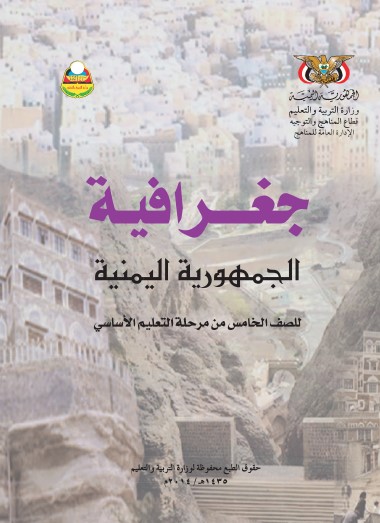 الجمهورية اليمنية
وزارة التربية والتعليم
قطاع المناهج والتوجيه
الإدارة العامة للمناهج
جغرافية
الجمهورية اليمنية
للصف الخامس من مرحلة التعليم الأساسي
حقوق الطبع محفوظة لوزارة التربية والتعليم
١٤٣٥هـ/ ٢٠١٤م